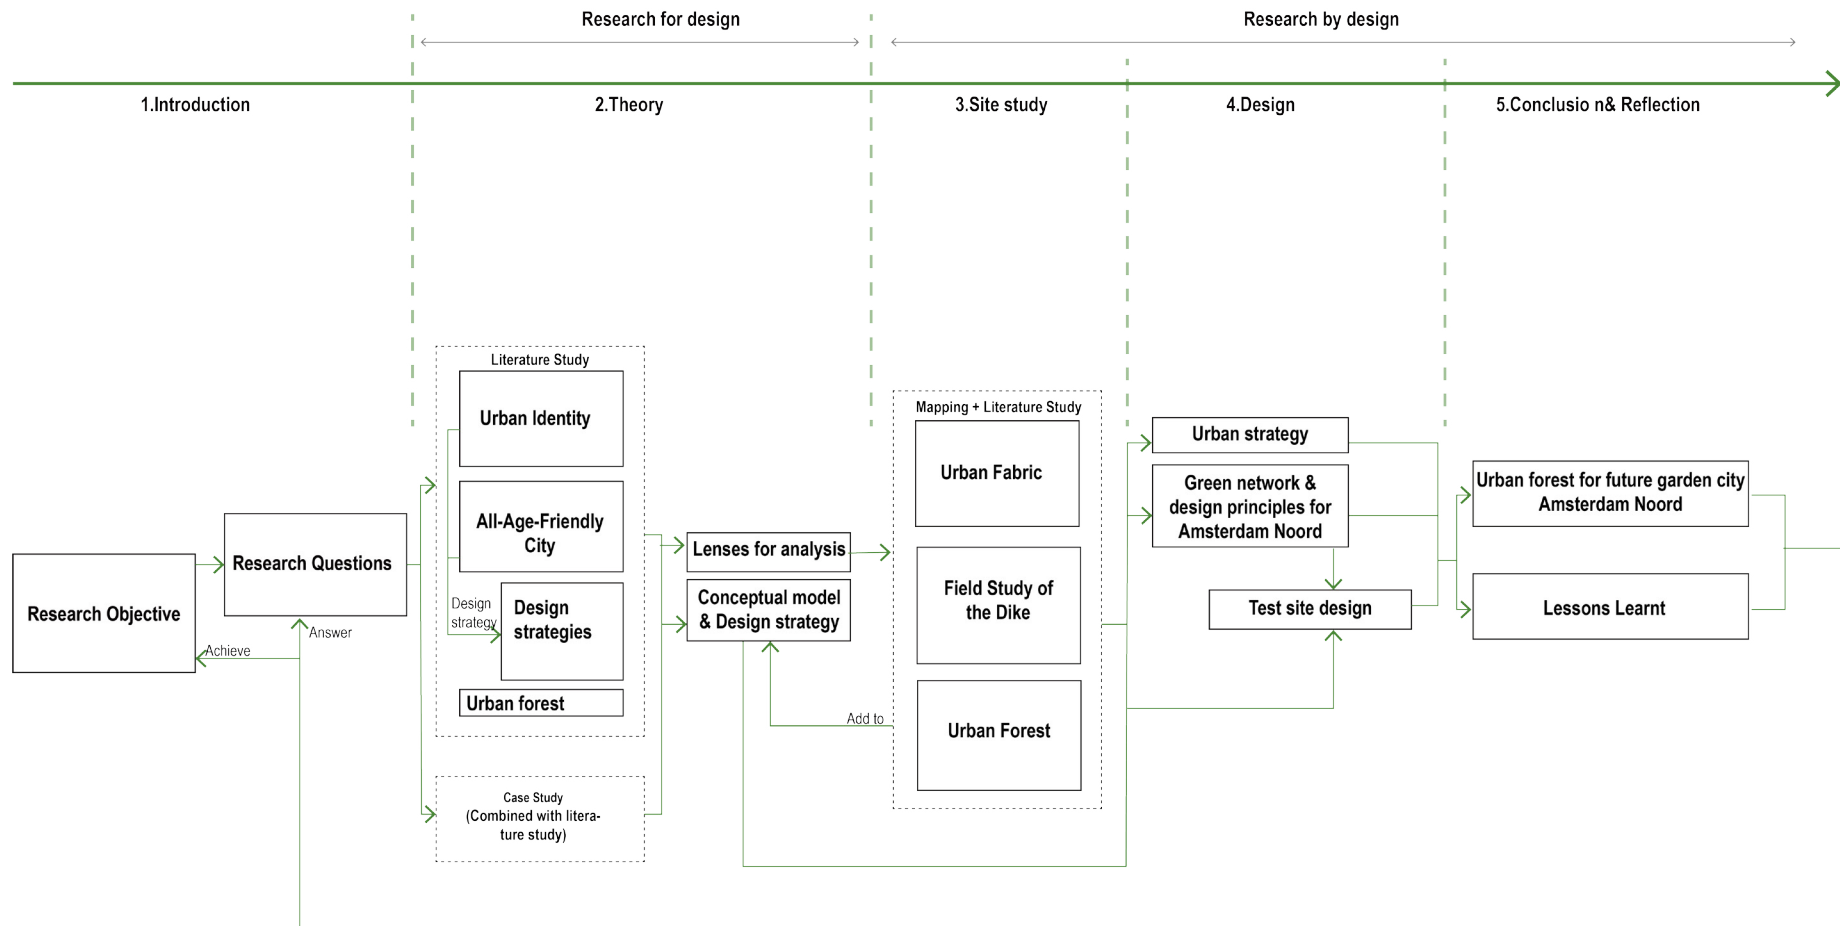 Research for design
Research by design
1.Introduction
2.Theory
3.Site study
4.Design
5.Conclusio n& Reflection
Research Objective
Research Questions
Achieve
Answer
Literature Study
Urban Identity
All-Age-Friendly
City
Design
strategy
Design
strategies
Urban forest
Case Study
(Combined with litera-
ture study)
Lenses for analysis
Conceptual model
& Design strategy
Add to
Mapping + Literature Study
Urban Fabric
Field Study of
the Dike
Urban Forest
Urban strategy
Green network &
design principles for
Amsterdam Noord
Test site design
Urban forest for future garden city
Amsterdam Noord
Lessons Learnt